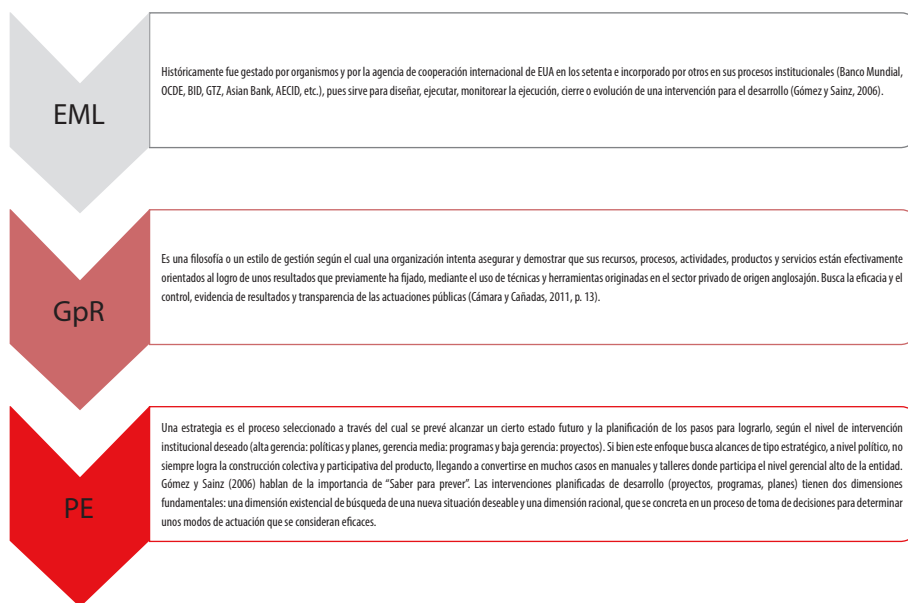 EML
Históricamente fue gestado por organismos y por la agencia de cooperación internacional de EUA en los setenta e incorporado por otros en sus procesos institucionales (Banco Mundial,
OCDE, BID, GTZ, Asian Bank, AECID, etc.), pues sirve para diseñar, ejecutar, monitorear la ejecución, cierre o evolución de una intervención para el desarrollo (Gómez y Sainz, 2006).
GpR
Es una filosofía o un estilo de gestión según el cual una organización intenta asegurar y demostrar que sus recursos, procesos, actividades, productos y servicios están efectivamente
orientados al logro de unos resultados que previamente ha fijado, mediante el uso de técnicas y herramientas originadas en el sector privado de origen anglosajón. Busca la eficacia y el
control, evidencia de resultados y transparencia de las actuaciones públicas (Cámara y Cañadas, 2011, p. 13).
PE
Una estrategia es el proceso seleccionado a través del cual se prevé alcanzar un cierto estado futuro y la planificación de los pasos para lograrlo, según el nivel de intervención
institucional deseado (alta gerencia: políticas y planes, gerencia media: programas y baja gerencia: proyectos). Si bien este enfoque busca alcances de tipo estratégico, a nivel político, no
siempre logra la construcción colectiva y participativa del producto, llegando a convertirse en muchos casos en manuales y talleres donde participa el nivel gerencial alto de la entidad.
Gómez y Sainz (2006) hablan de la importancia de “Saber para prever”. Las intervenciones planificadas de desarrollo (proyectos, programas, planes) tienen dos dimensiones
fundamentales: una dimensión existencial de búsqueda de una nueva situación deseable y una dimensión racional, que se concreta en un proceso de toma de decisiones para determinar
unos modos de actuación que se consideran eficaces.